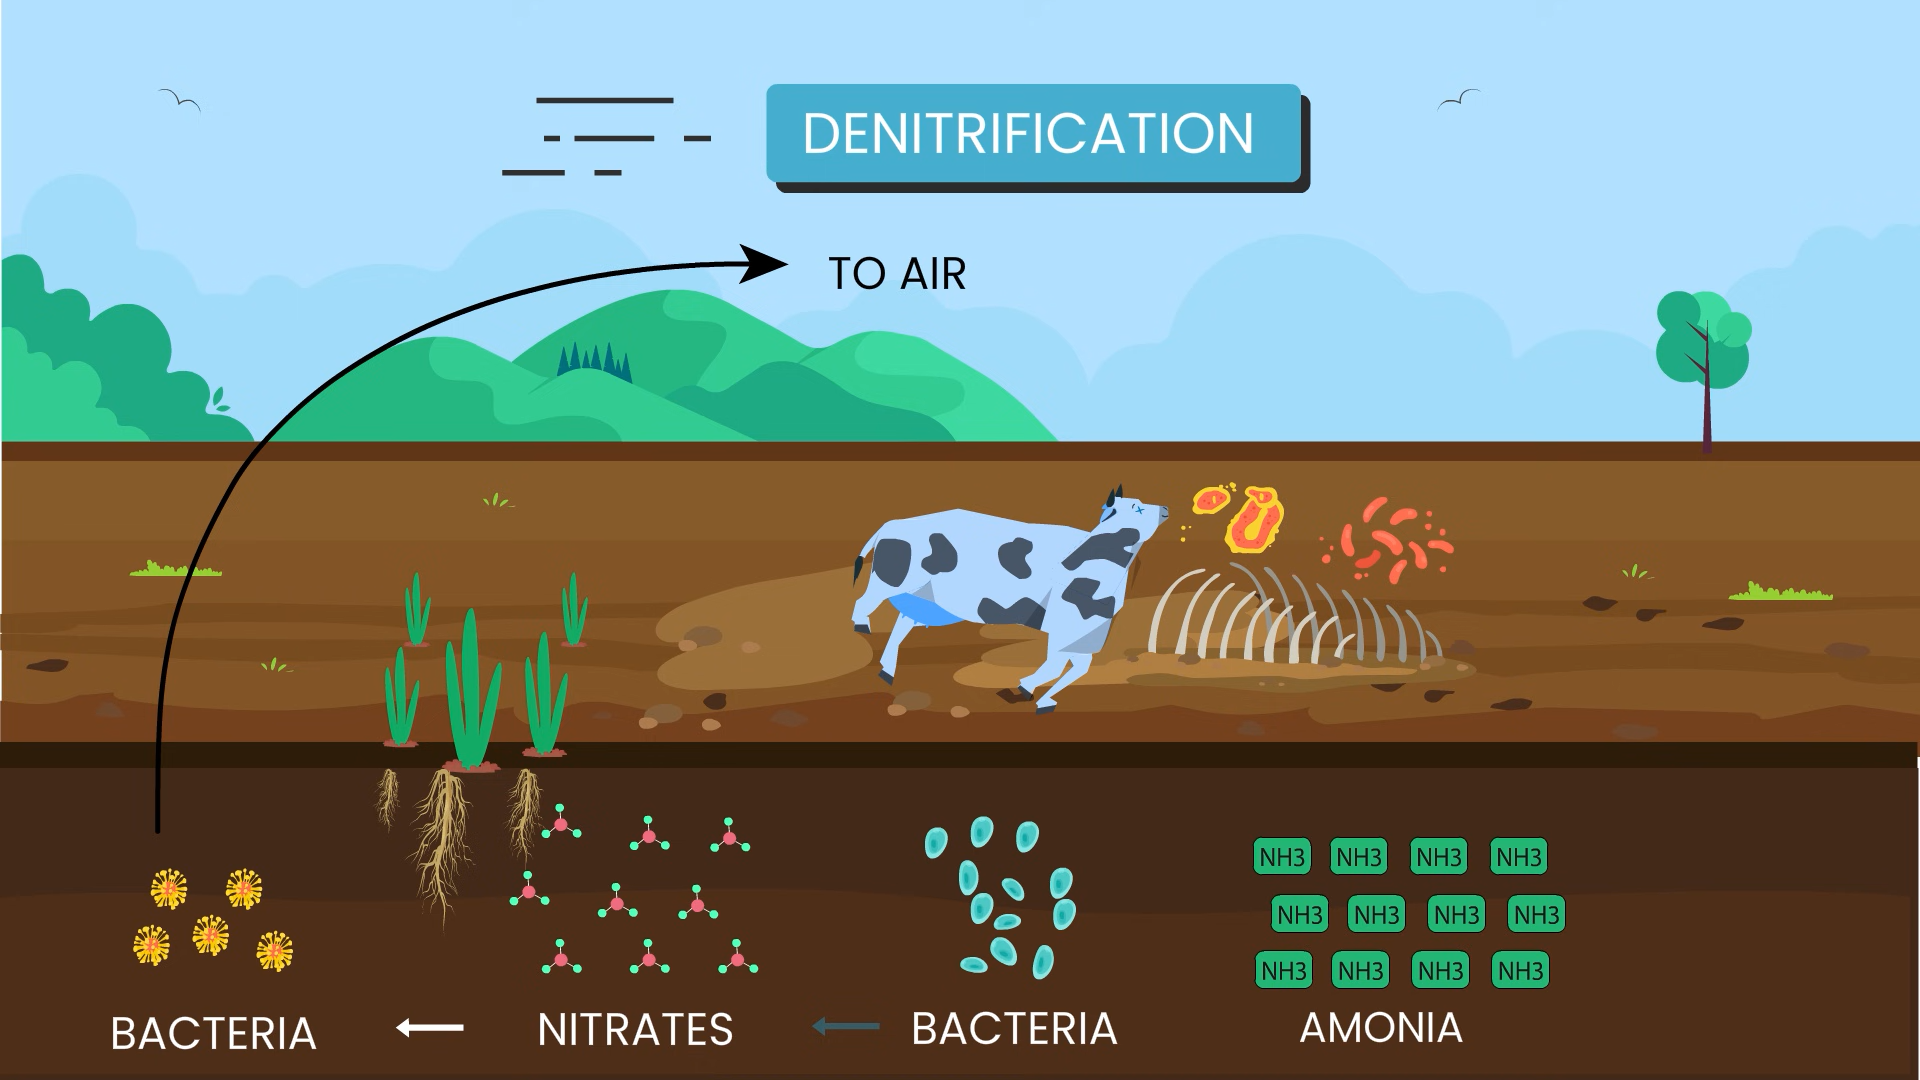 DENITRIFICATION
TO AIR
NH3 NH3 NH3 NH3
NH3 NH3 NH3 NH3
NH3 NH3 NH3 NH3
BACTERIA NITRATES BACTERIA AMONIA